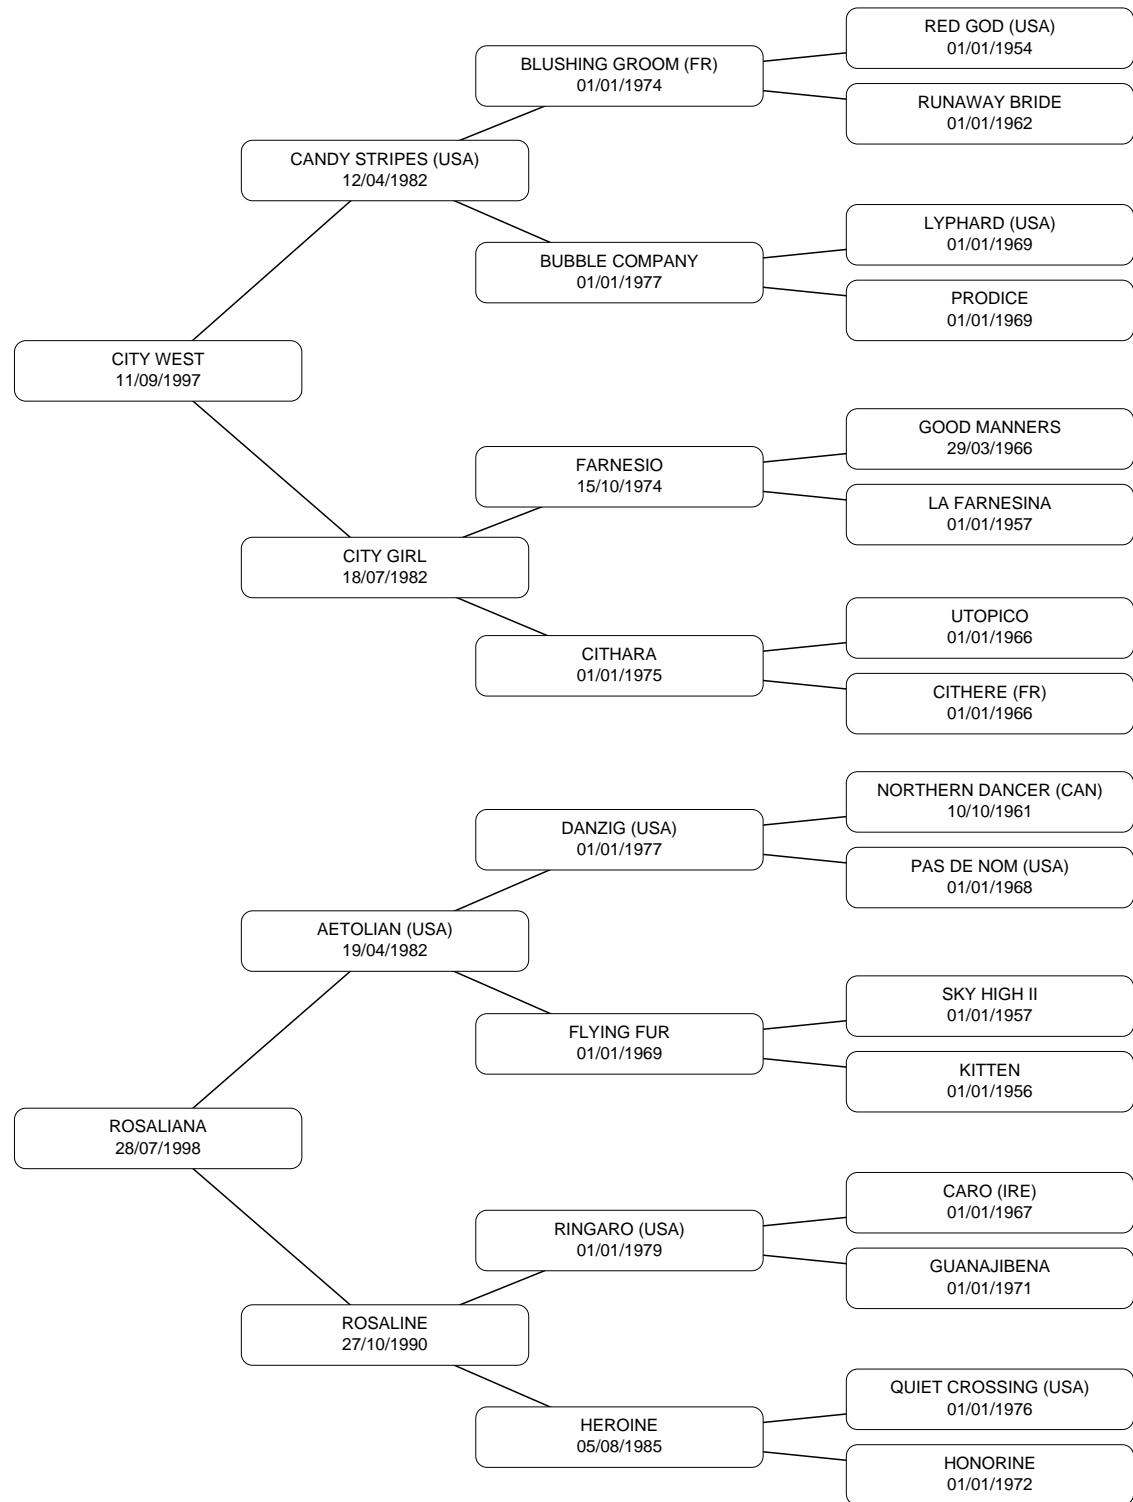 RED GOD (USA)
01/01/1954
BLUSHING GROOM (FR)
01/01/1974
RUNAWAY BRIDE
01/01/1962
CANDY STRIPES (USA)
12/04/1982
LYPHARD (USA)
01/01/1969
BUBBLE COMPANY
01/01/1977
PRODICE
01/01/1969
CITY WEST
11/09/1997
GOOD MANNERS
29/03/1966
FARNESIO
15/10/1974
LA FARNESINA
01/01/1957
CITY GIRL
18/07/1982
UTOPICO
01/01/1966
CITHARA
01/01/1975
CITHERE (FR)
01/01/1966
NORTHERN DANCER (CAN)
10/10/1961
DANZIG (USA)
01/01/1977
PAS DE NOM (USA)
01/01/1968
AETOLIAN (USA)
19/04/1982
SKY HIGH II
01/01/1957
FLYING FUR
01/01/1969
KITTEN
01/01/1956
ROSALIANA
28/07/1998
CARO (IRE)
01/01/1967
RINGARO (USA)
01/01/1979
GUANAJIBENA
01/01/1971
ROSALINE
27/10/1990
QUIET CROSSING (USA)
01/01/1976
HEROINE
05/08/1985
HONORINE
01/01/1972